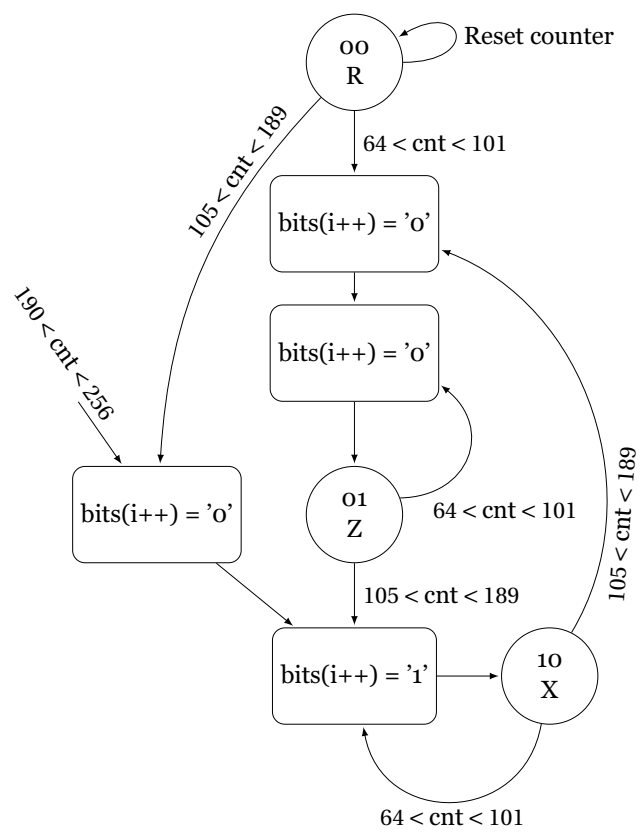 00
R
Reset counter
64 < cnt < 101
105 < cnt < 189
bits(i++) = ’0’
190 < cnt < 256
bits(i++) = ’0’
105 < cnt < 189
bits(i++) = ’0’
01
Z
64 < cnt < 101
105 < cnt < 189
bits(i++) = ’1’
10
X
64 < cnt < 101